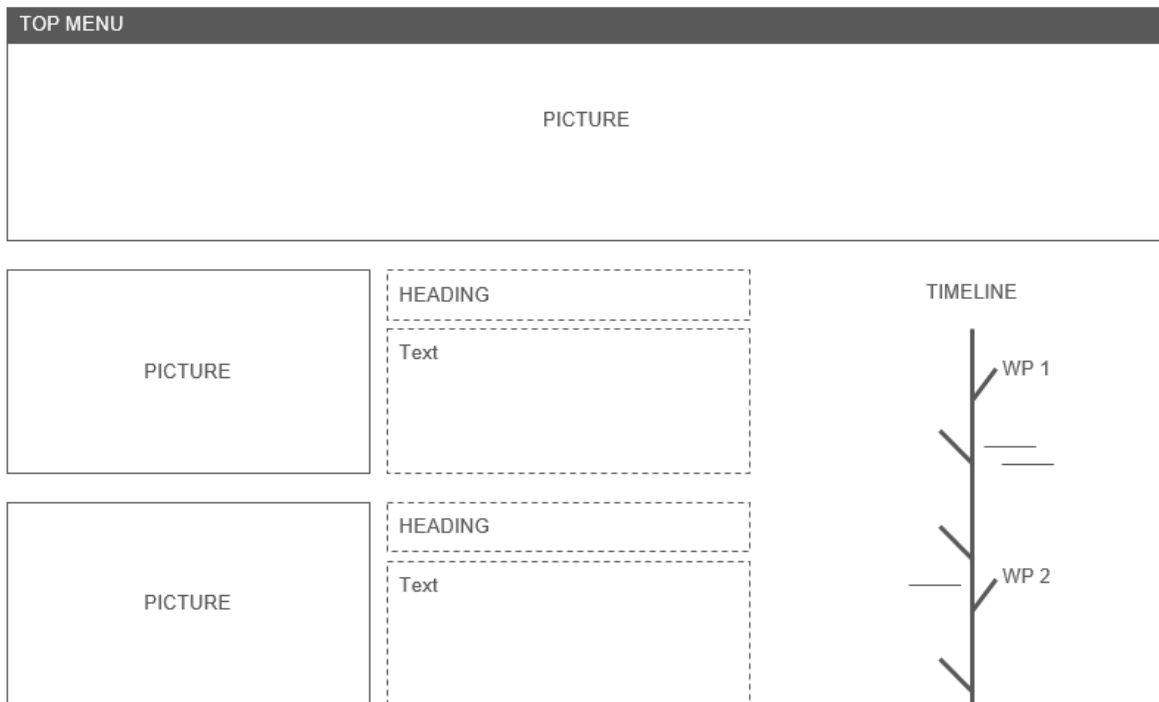 TOP MENU
PICTURE
PICTURE
HEADING
Text
TIMELINE
WP 1
PICTURE
HEADING
Text
WP 2